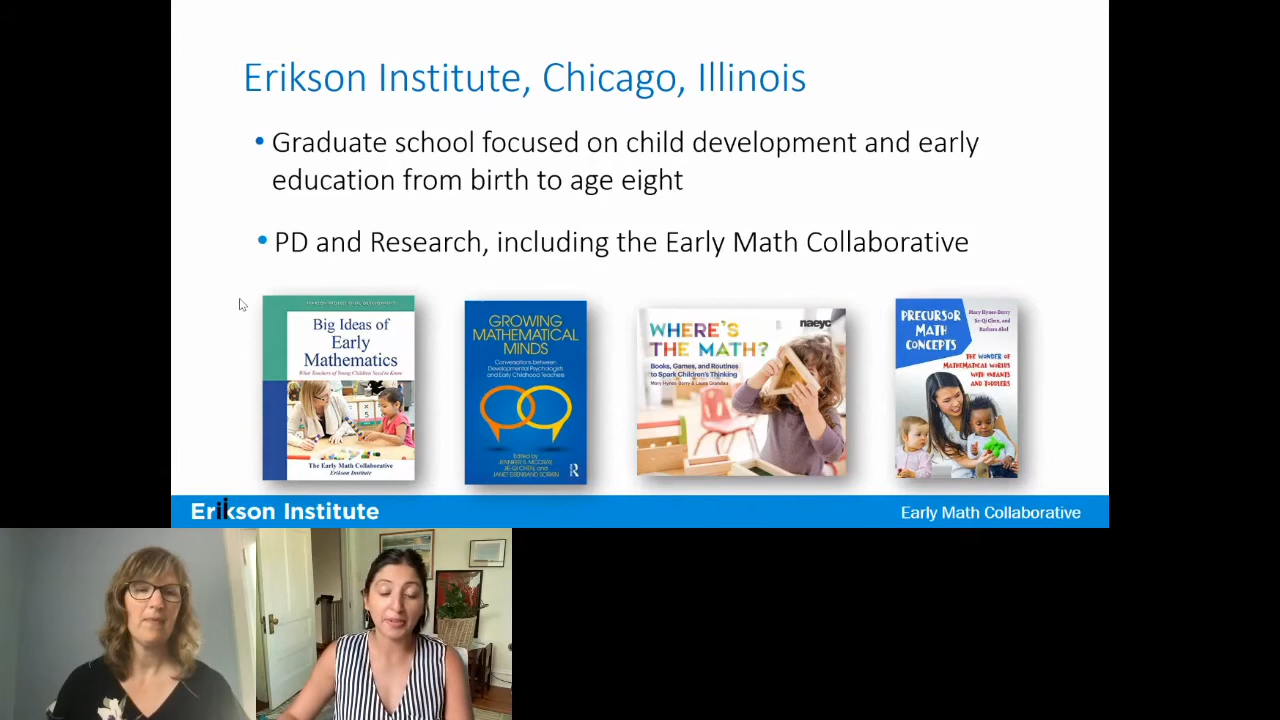 Erikson Institute, Chicago, Illinois
• Graduate school focused on child development and early
education from birth to age eight
• PD and Research, including the Early Math Collaborative
Big Ideas of
Early
Mathematics
What Teachers of Young Children Need to Know
The Early Math Collaborative
Erikson Institute
GROWING
MATHEMATICAL
MINDS
Conversations between
Developmental Psychologists
and Early Childhood Teachers
Edited by
JENNIFER S. MCCRAY,
JIE-QI CHEN, and
JANET EISENBAND SORKIN
R
naeyc
WHERE'S
THE MATH?
Books, Games, and Routines
to Spark Children's Thinking
Mary Hynes-Berry & Laura Grandau
PRECURSOR
MATH
CONCEPTS
Mary Hynes-Berry,
Jie-Qi Chen, and
Barbara Abel
THE WONDER OF
MATHEMATICAL WORLDS
WITH INFANTS
AND TODDLERS
Erikson Institute
Early Math Collaborative